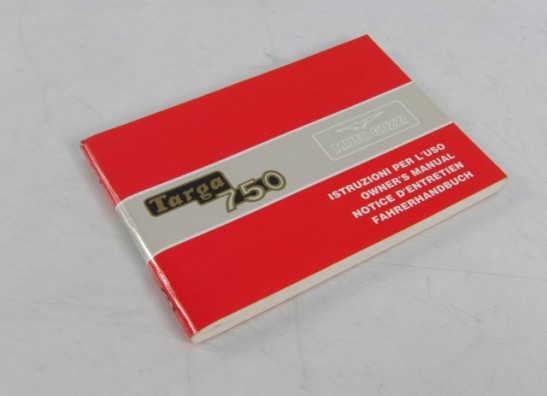 Targa
750
MOTO GUZZI
ISTRUZIONI PER L'USO
OWNER'S MANUAL
NOTICE D'ENTRETIEN
FAHRERHANDBUCH